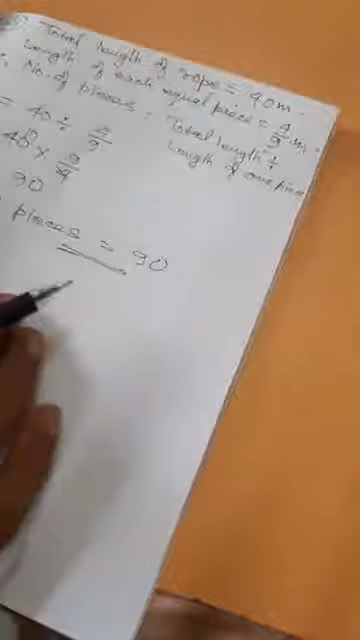 Total length of rope = 40m.
Length of each equal piece = 4/9 m.
No. of pieces = Total length ÷ Length of one piece
= 40 ÷ 4/9
40 × 9/4
90
pieces = 90